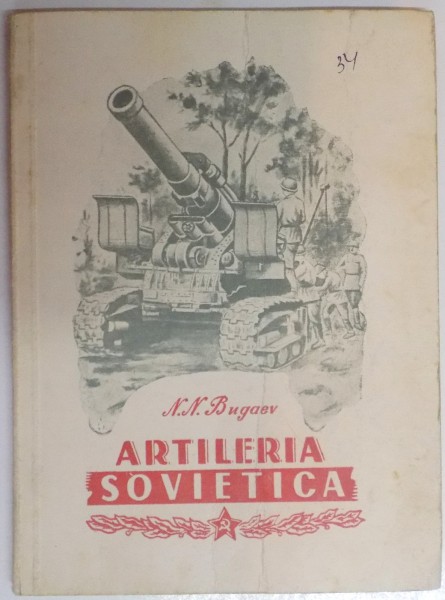 34
N.N. Bugaev
ARTILERIA
SOVIETICA